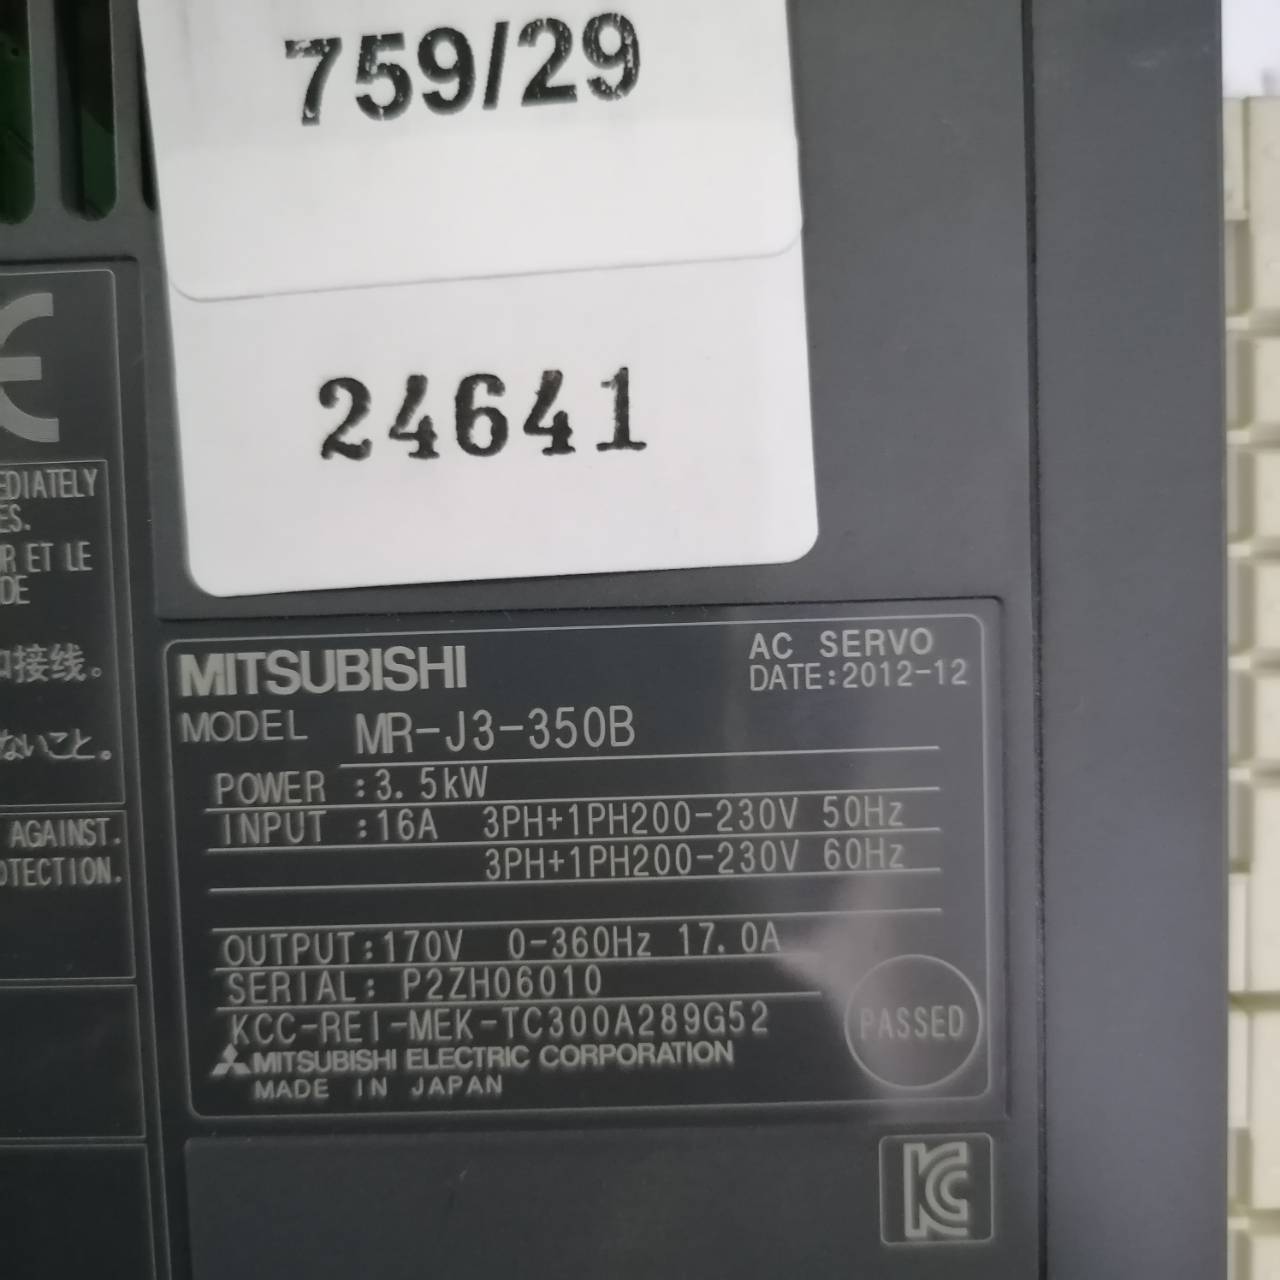 759/29
24641
EDIATELY
ES.
R ET LE
DE
接线。
ないこと。
AGAINST.
OTECTION.
MITSUBISHI
AC SERVO
DATE:2012-12
MODEL MR-J3-350B
POWER :3.5kW
INPUT :16A 3PH+1PH200-230V 50Hz
3PH+1PH200-230V 60Hz
OUTPUT:170V 0-360Hz 17.0A
SERIAL: P2ZH06010
KCC-REI-MEK-TC300A289G52
MITSUBISHI ELECTRIC CORPORATION
MADE IN JAPAN
PASSED